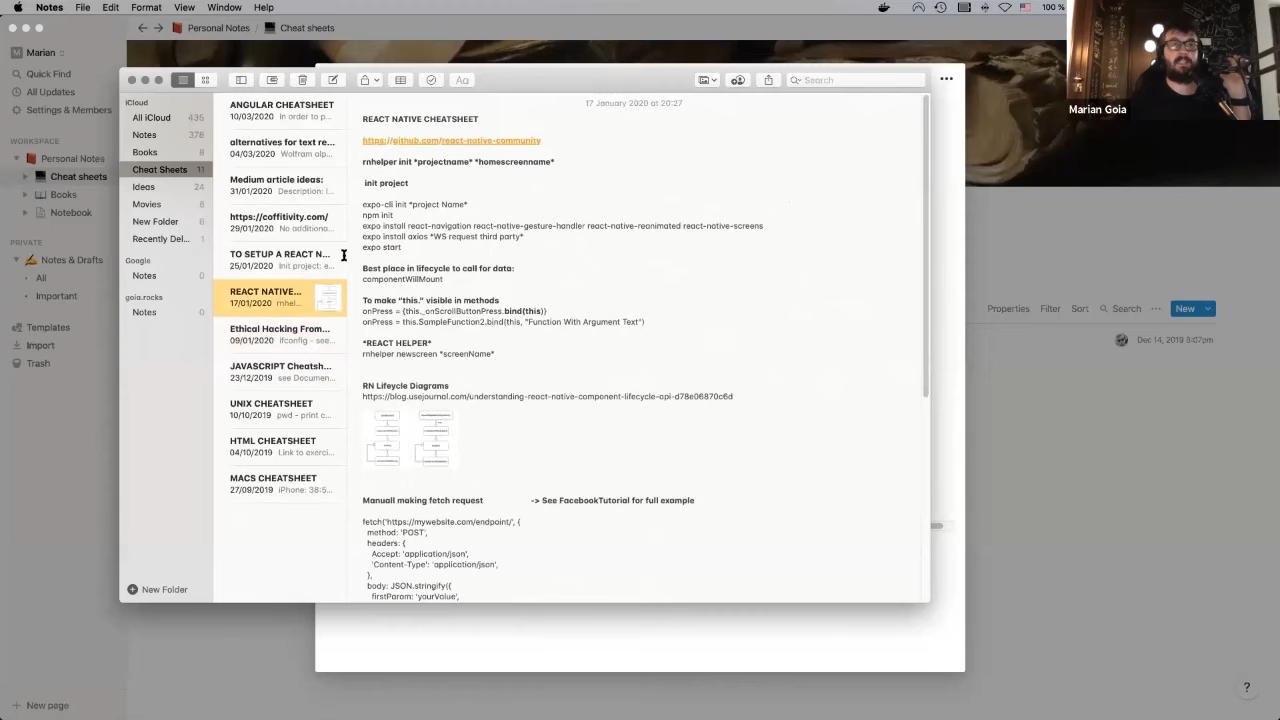 Notes File Edit Format View Window Help
100 %
Personal Notes / Cheat sheets
Marian
Quick Find
All Updates
Settings & Members
WORKSPACE
Personal Notes
Cheat sheets
Books
Notebook
PRIVATE
Notes & Drafts
All
Important
Templates
Import
Trash
New page
iCloud
All iCloud 435
Notes 378
Books 8
Cheat Sheets 11
Ideas 24
Movies 6
New Folder 6
Recently Del... 1
Google
Notes 0
goia.rocks
Notes 0
New Folder
Aa
Search
ANGULAR CHEATSHEET
10/03/2020 In order to p...
alternatives for text re...
04/03/2020 Wolfram alp...
Medium article ideas:
31/01/2020 Description: I...
https://coffitivity.com/
29/01/2020 No additiona...
TO SETUP A REACT N...
25/01/2020 Init project: e...
REACT NATIVE...
17/01/2020 rnhel...
Ethical Hacking From...
09/01/2020 ifconfig - see...
JAVASCRIPT Cheatsh...
23/12/2019 see Documen...
UNIX CHEATSHEET
10/10/2019 pwd - print c...
HTML CHEATSHEET
04/10/2019 Link to exerci...
MACS CHEATSHEET
27/09/2019 iPhone: 38:5...
17 January 2020 at 20:27
REACT NATIVE CHEATSHEET
https://github.com/react-native-community
rnhelper init *projectname* *homescreenname*
init project
expo-cli init *project Name*
npm init
expo install react-navigation react-native-gesture-handler react-native-reanimated react-native-screens
expo install axios *WS request third party*
expo start
Best place in lifecycle to call for data:
componentWillMount
To make "this." visible in methods
onPress = {this._onScrollButtonPress.bind(this)}
onPress = this.SampleFunction2.bind(this, "Function With Argument Text")
*REACT HELPER*
rnhelper newscreen *screenName*
RN Lifeycle Diagrams
https://blog.usejournal.com/understanding-react-native-component-lifecycle-api-d78e06870c6d
Manuall making fetch request -> See FacebookTutorial for full example
fetch('https://mywebsite.com/endpoint/', {
method: 'POST',
headers: {
Accept: 'application/json',
'Content-Type': 'application/json',
},
body: JSON.stringify({
firstParam: 'yourValue',
Marian Goia
Properties Filter Sort Search ... New
Dec 14, 2019 8:07pm
?